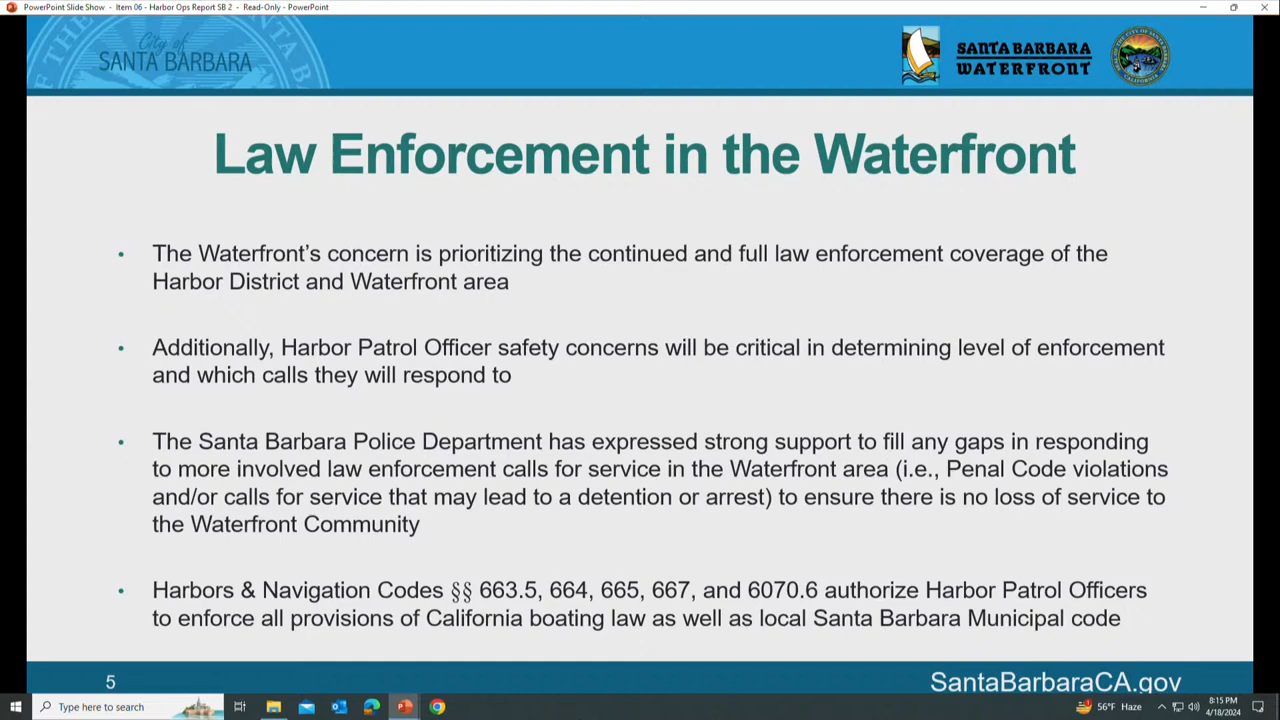 PowerPoint Slide Show - Item 06 - Harbor Ops Report SB 2 - Read-Only - PowerPoint
City of
SANTA BARBARA
SANTA BARBARA
WATERFRONT
Law Enforcement in the Waterfront
• The Waterfront's concern is prioritizing the continued and full law enforcement coverage of the
Harbor District and Waterfront area
• Additionally, Harbor Patrol Officer safety concerns will be critical in determining level of enforcement
and which calls they will respond to
• The Santa Barbara Police Department has expressed strong support to fill any gaps in responding
to more involved law enforcement calls for service in the Waterfront area (i.e., Penal Code violations
and/or calls for service that may lead to a detention or arrest) to ensure there is no loss of service to
the Waterfront Community
• Harbors & Navigation Codes §§ 663.5, 664, 665, 667, and 6070.6 authorize Harbor Patrol Officers
to enforce all provisions of California boating law as well as local Santa Barbara Municipal code
5
SantaBarbaraCA.gov
Type here to search
56°F Haze
8:15 PM
4/18/2024